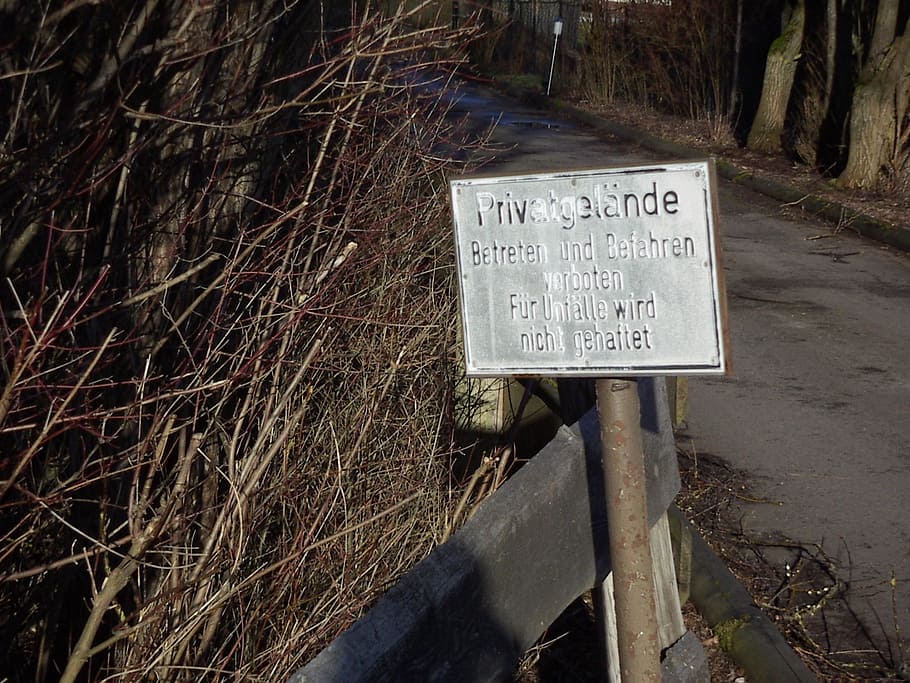 Privatgelände
Betreten und Befahren
verboten
Für Unfälle wird
nicht gehaftet